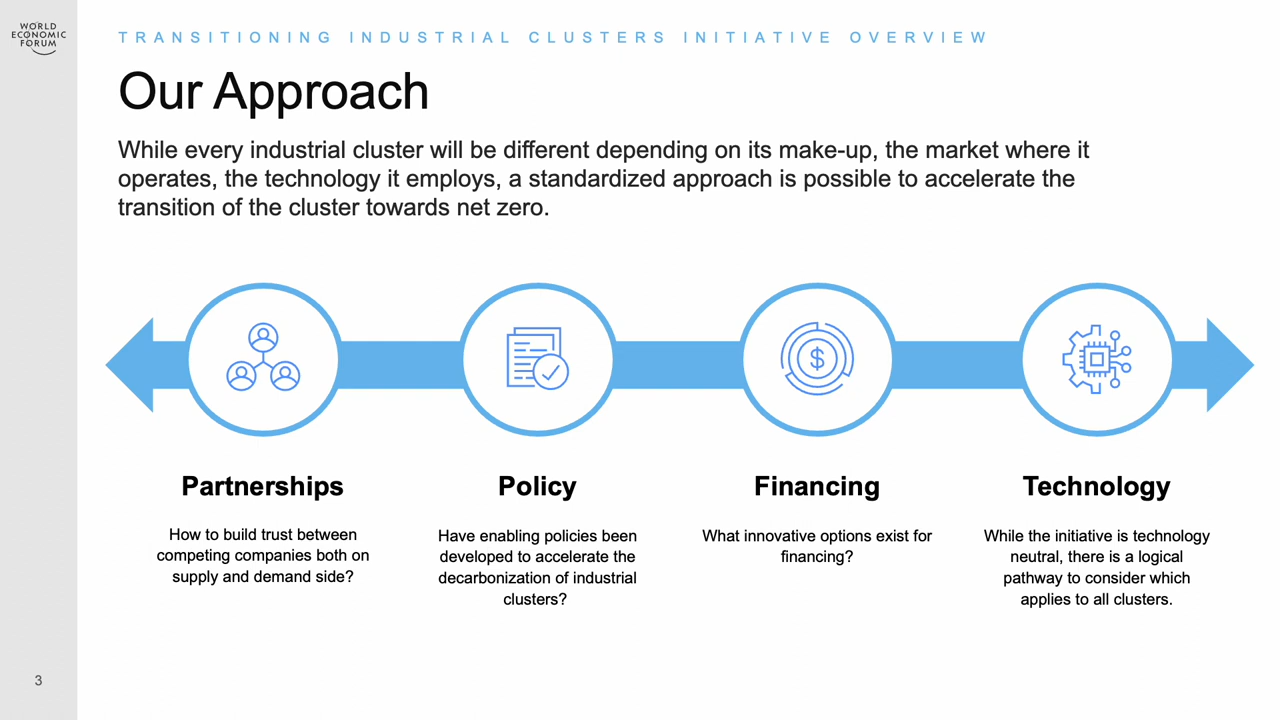 WORLD
ECONOMIC
FORUM
TRANSITIONING INDUSTRIAL CLUSTERS INITIATIVE OVERVIEW
Our Approach
While every industrial cluster will be different depending on its make-up, the market where it
operates, the technology it employs, a standardized approach is possible to accelerate the
transition of the cluster towards net zero.
$
Partnerships
How to build trust between
competing companies both on
supply and demand side?
Policy
Have enabling policies been
developed to accelerate the
decarbonization of industrial
clusters?
Financing
What innovative options exist for
financing?
Technology
While the initiative is technology
neutral, there is a logical
pathway to consider which
applies to all clusters.
3